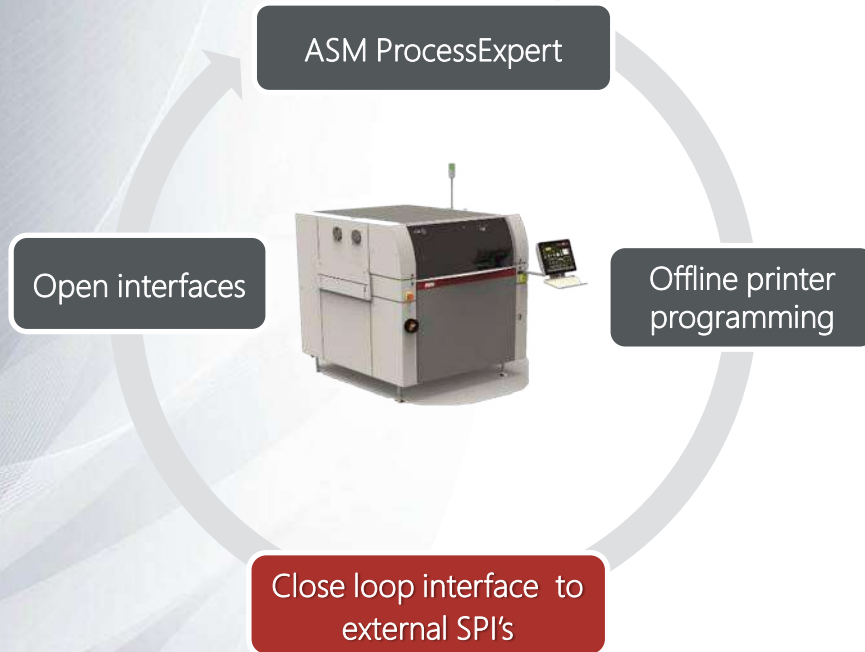 ASM ProcessExpert
Open interfaces
Offline printer
programming
Close loop interface to
external SPI's